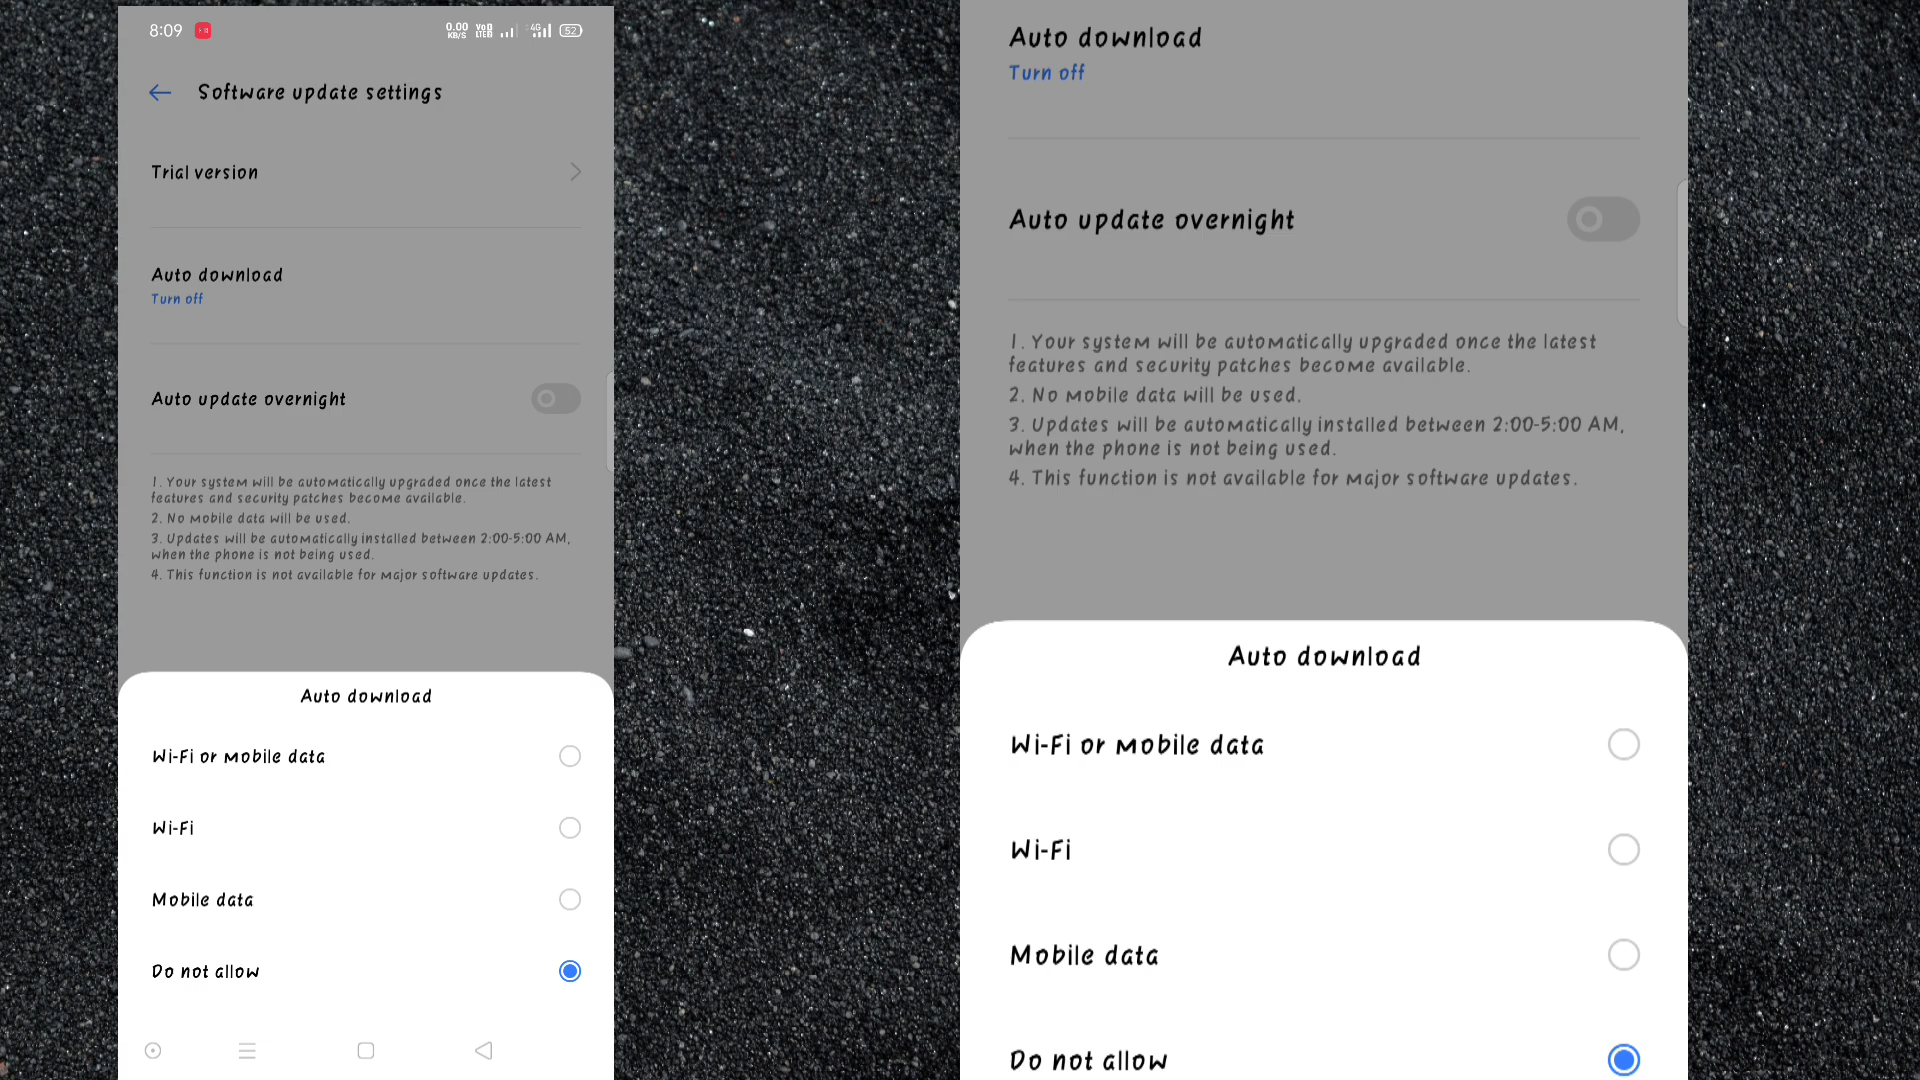 8:09
0.00 KB/S
VoD LTE
4G
52
Software update settings
Trial version
Auto download
Turn off
Auto update overnight
1. Your system will be automatically upgraded once the latest
features and security patches become available.
2. No mobile data will be used.
3. Updates will be automatically installed between 2:00-5:00 AM,
when the phone is not being used.
4. This function is not available for major software updates.
Auto download
Wi-Fi or mobile data
Wi-Fi
Mobile data
Do not allow
Auto download
Turn off
Auto update overnight
1. Your system will be automatically upgraded once the latest
features and security patches become available.
2. No mobile data will be used.
3. Updates will be automatically installed between 2:00-5:00 AM,
when the phone is not being used.
4. This function is not available for major software updates.
Auto download
Wi-Fi or mobile data
Wi-Fi
Mobile data
Do not allow